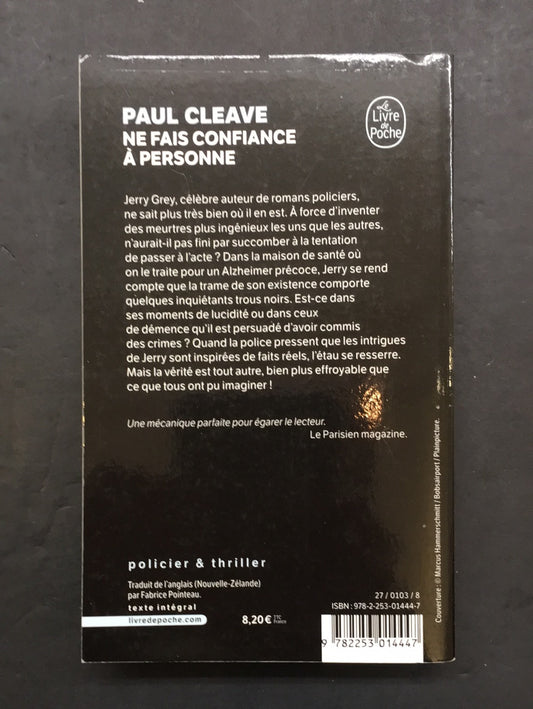 PAUL CLEAVE
NE FAIS CONFIANCE
À PERSONNE
Le
Livre
de
Poche
Jerry Grey, célèbre auteur de romans policiers,
ne sait plus très bien où il en est. À force d'inventer
des meurtres plus ingénieux les uns que les autres,
n'aurait-il pas fini par succomber à la tentation
de passer à l'acte ? Dans la maison de santé où
on le traite pour un Alzheimer précoce, Jerry se rend
compte que la trame de son existence comporte
quelques inquiétants trous noirs. Est-ce dans
ses moments de lucidité ou dans ceux
de démence qu'il est persuadé d'avoir commis
des crimes ? Quand la police pressent que les intrigues
de Jerry sont inspirées de faits réels, l'étau se resserre.
Mais la vérité est tout autre, bien plus effroyable que
ce que tous ont pu imaginer !
Une mécanique parfaite pour égarer le lecteur.
Le Parisien magazine.
policier & thriller
Traduit de l'anglais (Nouvelle-Zélande)
par Fabrice Pointeau.
texte intégral
livredepoche.com
8,20 € TTC
France
27 / 0103 / 8
ISBN : 978-2-253-01444-7
9 782253 014447
Couverture : © Marcus Hammerschmitt / Bobsairport / Plainpicture.